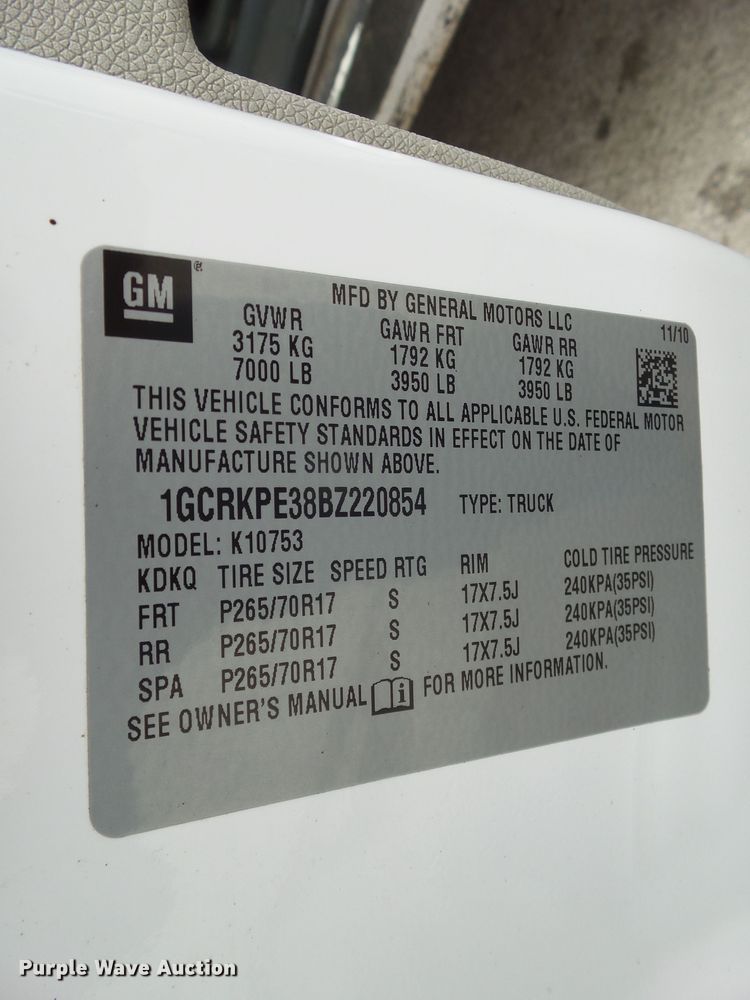 GM®
MFD BY GENERAL MOTORS LLC 11/10
GVWR GAWR FRT GAWR RR
3175 KG 1792 KG 1792 KG
7000 LB 3950 LB 3950 LB
THIS VEHICLE CONFORMS TO ALL APPLICABLE U.S. FEDERAL MOTOR
VEHICLE SAFETY STANDARDS IN EFFECT ON THE DATE OF
MANUFACTURE SHOWN ABOVE.
1GCRKPE38BZ220854 TYPE: TRUCK
MODEL: K10753
KDKQ TIRE SIZE SPEED RTG RIM COLD TIRE PRESSURE
FRT P265/70R17 S 17X7.5J 240KPA(35PSI)
RR P265/70R17 S 17X7.5J 240KPA(35PSI)
SPA P265/70R17 S 17X7.5J 240KPA(35PSI)
SEE OWNER'S MANUAL i FOR MORE INFORMATION.
Purple Wave Auction